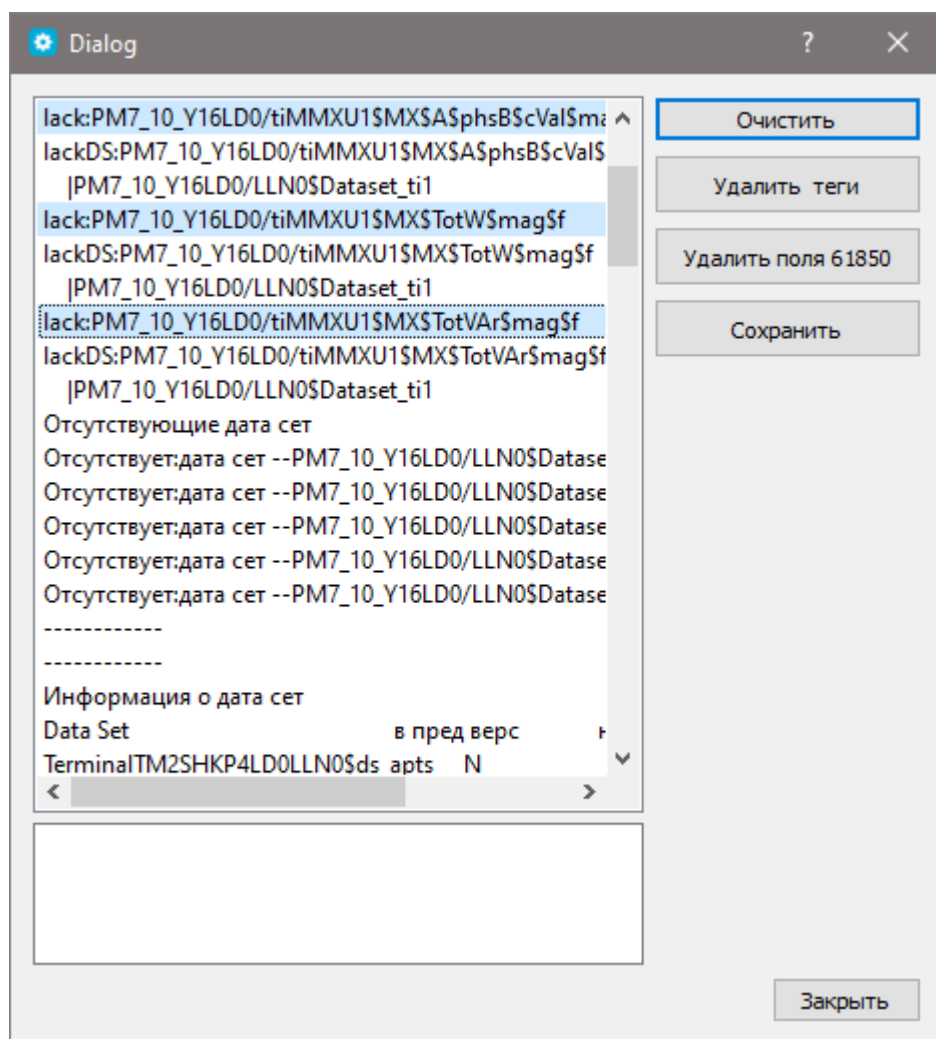 Dialog
?
lack:PM7_10_Y16LD0/tiMMXU1$MX$A$phsB$cVal$ma
lackDS:PM7_10_Y16LD0/tiMMXU1$MX$A$phsB$cVal$
|PM7_10_Y16LD0/LLN0$Dataset_ti1
lack:PM7_10_Y16LD0/tiMMXU1$MX$TotW$mag$f
lackDS:PM7_10_Y16LD0/tiMMXU1$MX$TotW$mag$f
|PM7_10_Y16LD0/LLN0$Dataset_ti1
lack:PM7_10_Y16LD0/tiMMXU1$MX$TotVAr$mag$f
lackDS:PM7_10_Y16LD0/tiMMXU1$MX$TotVAr$mag$f
|PM7_10_Y16LD0/LLN0$Dataset_ti1
Отсутствующие дата сет
Отсутствует:дата сет --PM7_10_Y16LD0/LLN0$Datase
Отсутствует:дата сет --PM7_10_Y16LD0/LLN0$Datase
Отсутствует:дата сет --PM7_10_Y16LD0/LLN0$Datase
Отсутствует:дата сет --PM7_10_Y16LD0/LLN0$Datase
Отсутствует:дата сет --PM7_10_Y16LD0/LLN0$Datase
------------
------------
Информация о дата сет
Data Set в пред верс
TerminalTM2SHKP4LD0LLN0$ds_apts N
Очистить
Удалить теги
Удалить поля 61850
Сохранить
Закрыть